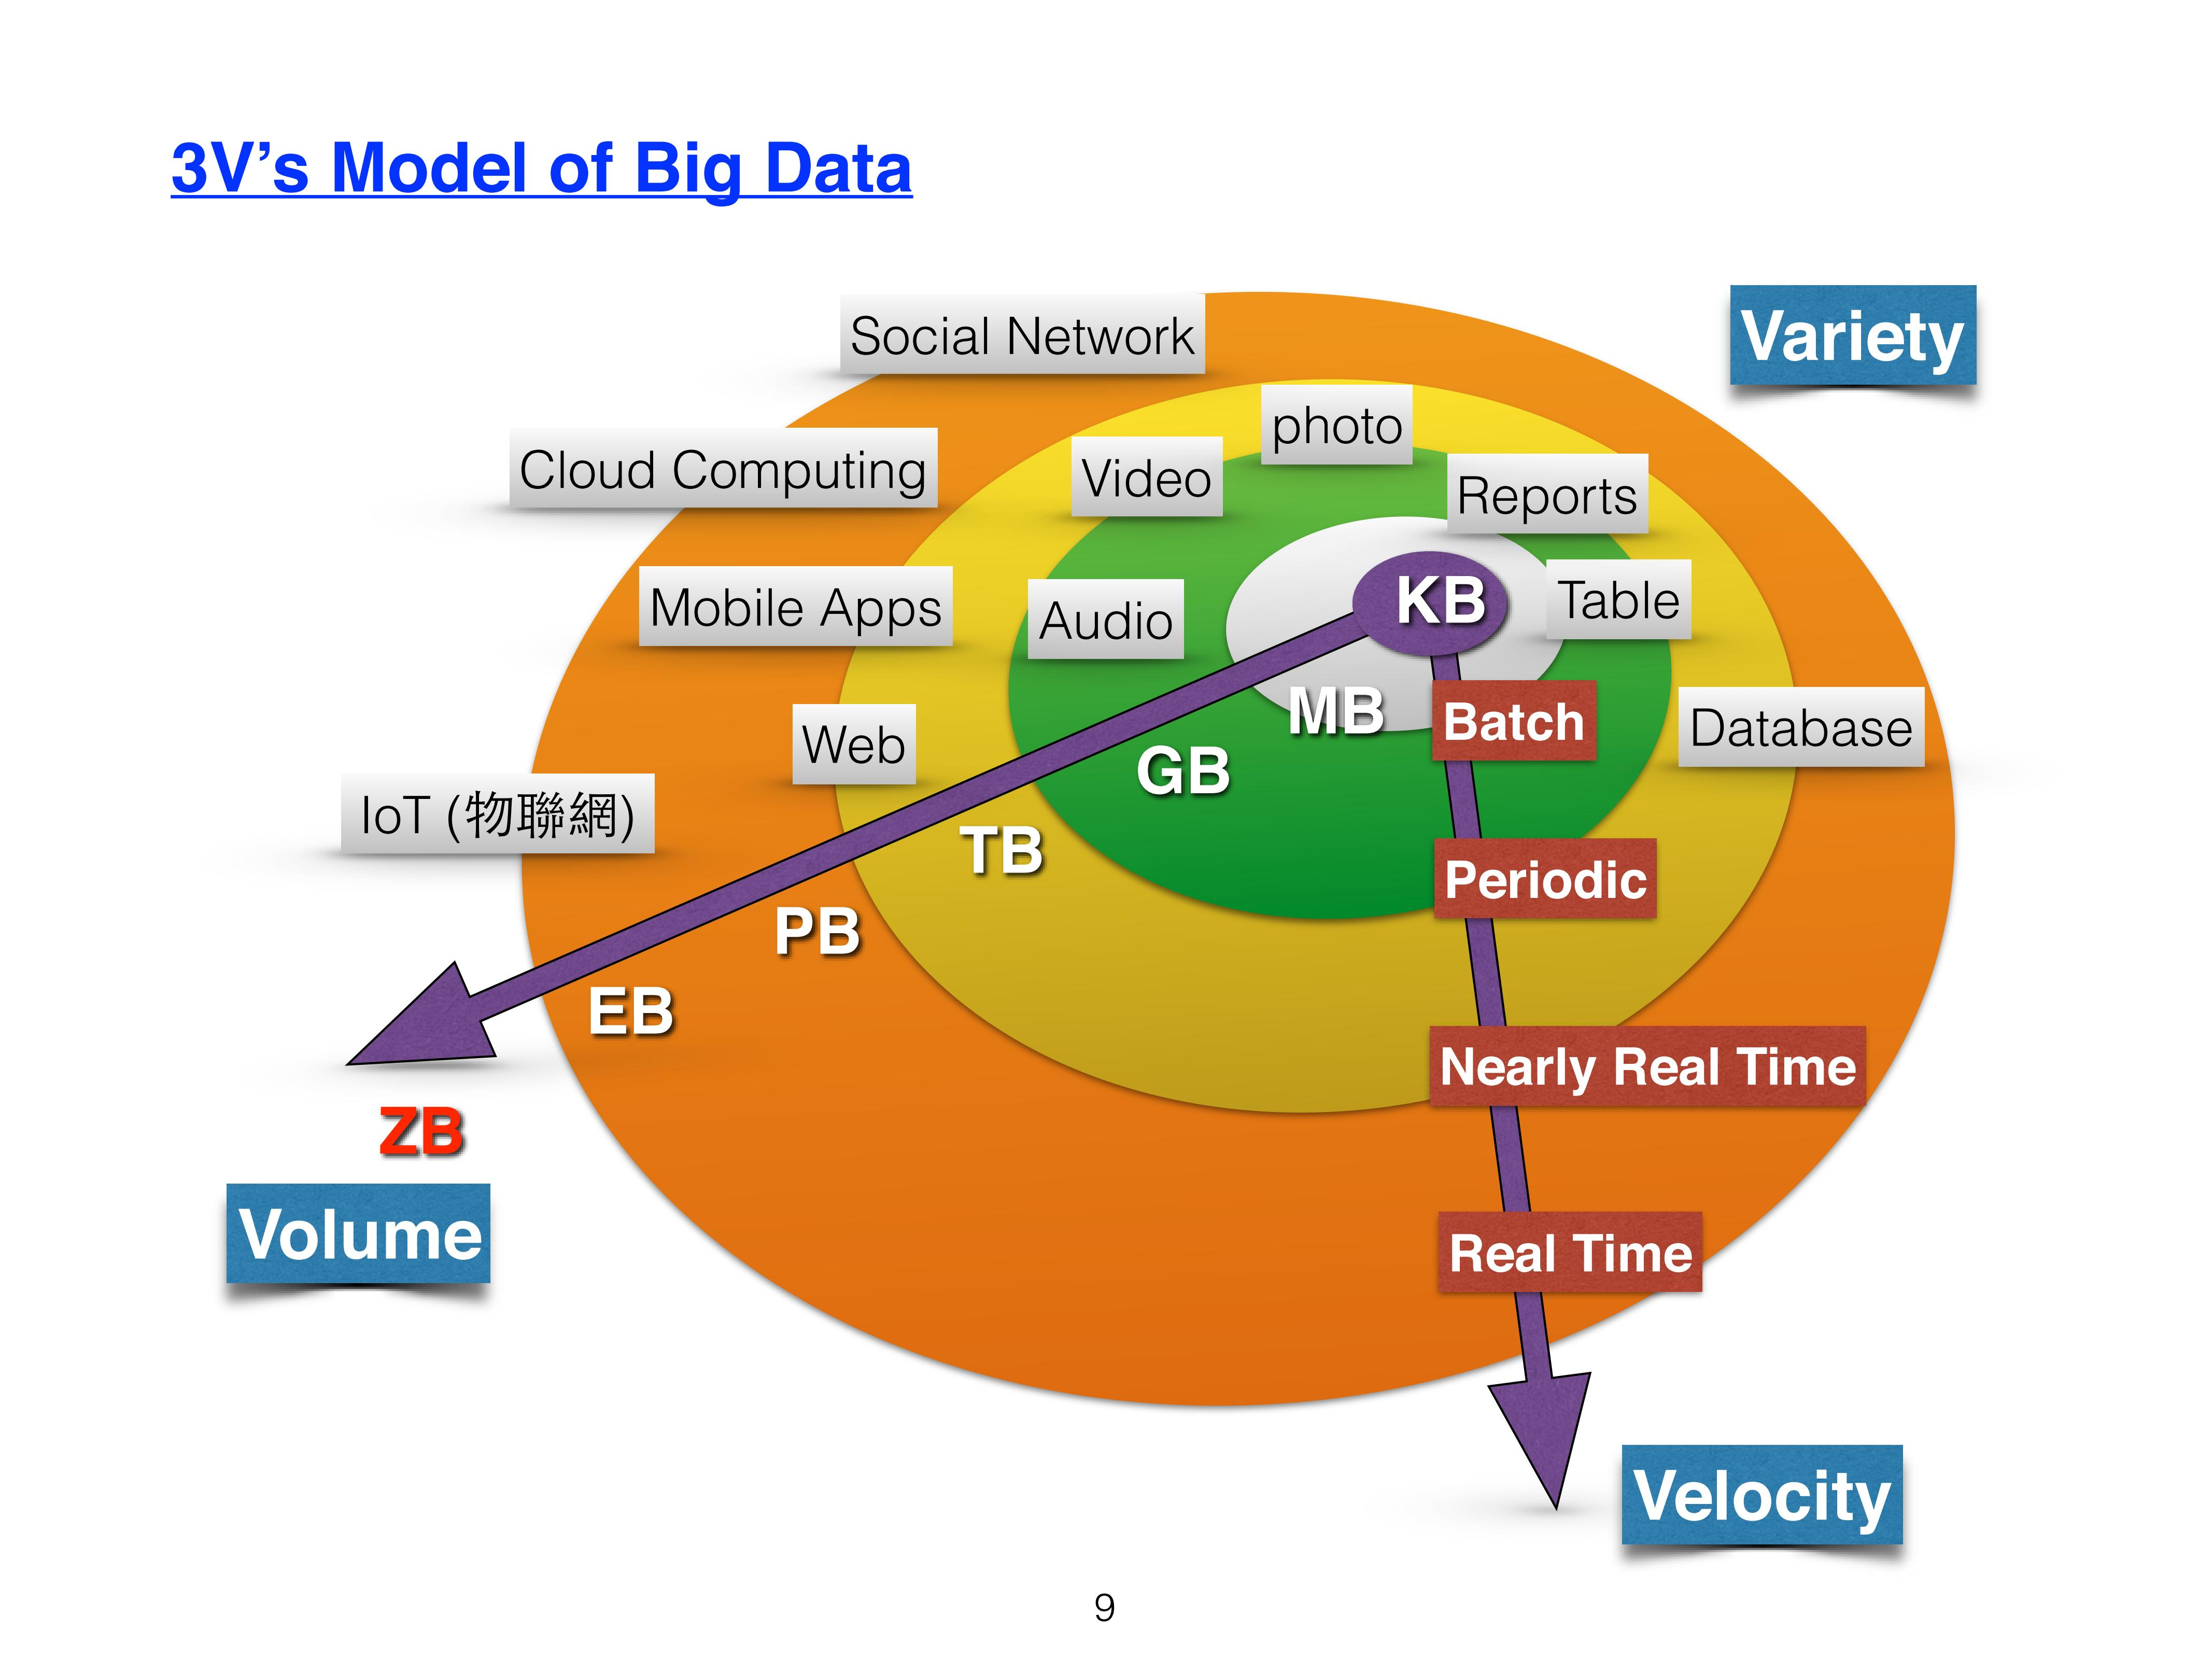 3V’s Model of Big Data
Variety
Social Network
photo
Cloud Computing
Video
Reports
Mobile Apps
Audio
KB
Table
Web
MB
Batch
Database
GB
IoT (物聯網)
TB
Periodic
PB
EB
Nearly Real Time
ZB
Volume
Real Time
Velocity
9